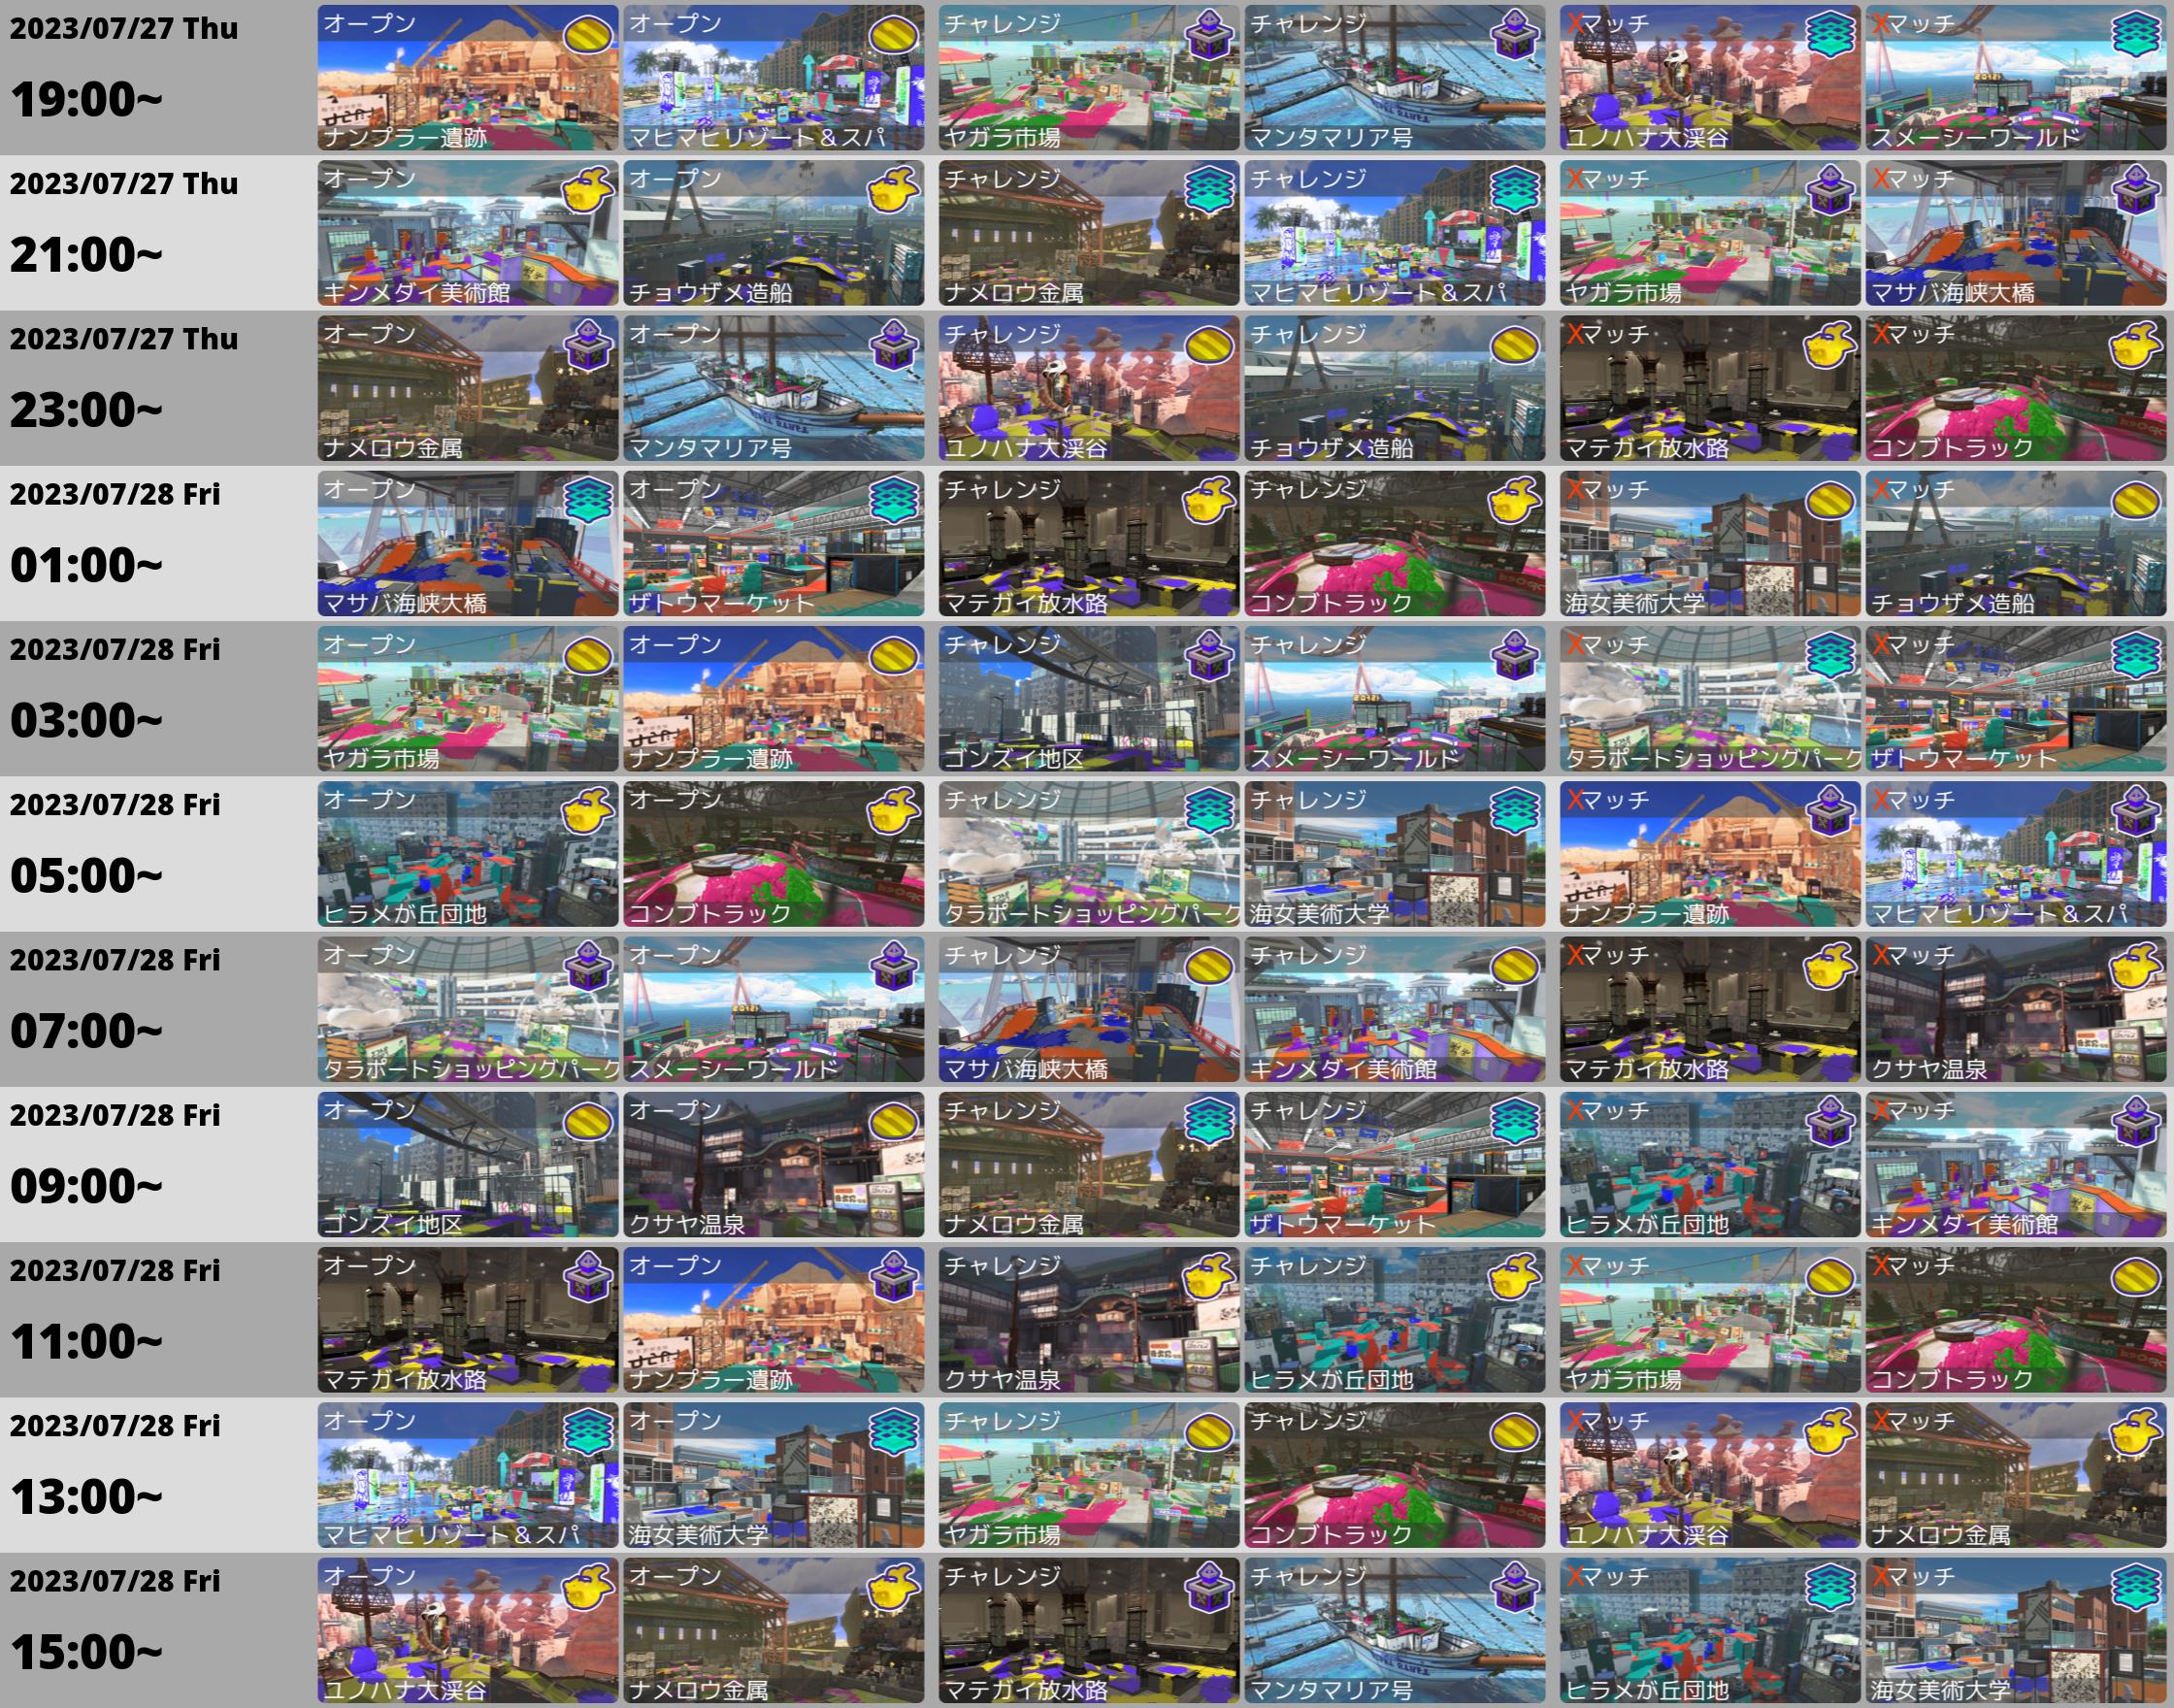 2023/07/27 Thu
19:00~
オープン オープン チャレンジ チャレンジ Xマッチ Xマッチ
ナンプラー遺跡 マヒマヒリゾート＆スパ ヤガラ市場 マンタマリア号 ユノハナ大渓谷 スメーシーワールド
2023/07/27 Thu
21:00~
オープン オープン チャレンジ チャレンジ Xマッチ Xマッチ
キンメダイ美術館 チョウザメ造船 ナメロウ金属 マヒマヒリゾート＆スパ ヤガラ市場 マサバ海峡大橋
2023/07/27 Thu
23:00~
オープン オープン チャレンジ チャレンジ Xマッチ Xマッチ
ナメロウ金属 マンタマリア号 ユノハナ大渓谷 チョウザメ造船 マテガイ放水路 コンブトラック
2023/07/28 Fri
01:00~
オープン オープン チャレンジ チャレンジ Xマッチ Xマッチ
マサバ海峡大橋 ザトウマーケット マテガイ放水路 コンブトラック 海女美術大学 チョウザメ造船
2023/07/28 Fri
03:00~
オープン オープン チャレンジ チャレンジ Xマッチ Xマッチ
ヤガラ市場 ナンプラー遺跡 ゴンズイ地区 スメーシーワールド タラポートショッピングパーク ザトウマーケット
2023/07/28 Fri
05:00~
オープン オープン チャレンジ チャレンジ Xマッチ Xマッチ
ヒラメが丘団地 コンブトラック タラポートショッピングパーク 海女美術大学 ナンプラー遺跡 マヒマヒリゾート＆スパ
2023/07/28 Fri
07:00~
オープン オープン チャレンジ チャレンジ Xマッチ Xマッチ
タラポートショッピングパーク スメーシーワールド マサバ海峡大橋 キンメダイ美術館 マテガイ放水路 クサヤ温泉
2023/07/28 Fri
09:00~
オープン オープン チャレンジ チャレンジ Xマッチ Xマッチ
ゴンズイ地区 クサヤ温泉 ナメロウ金属 ザトウマーケット ヒラメが丘団地 キンメダイ美術館
2023/07/28 Fri
11:00~
オープン オープン チャレンジ チャレンジ Xマッチ Xマッチ
マテガイ放水路 ナンプラー遺跡 クサヤ温泉 ヒラメが丘団地 ヤガラ市場 コンブトラック
2023/07/28 Fri
13:00~
オープン オープン チャレンジ チャレンジ Xマッチ Xマッチ
マヒマヒリゾート＆スパ 海女美術大学 ヤガラ市場 コンブトラック ユノハナ大渓谷 ナメロウ金属
2023/07/28 Fri
15:00~
オープン オープン チャレンジ チャレンジ Xマッチ Xマッチ
ユノハナ大渓谷 ナメロウ金属 マテガイ放水路 マンタマリア号 ヒラメが丘団地 海女美術大学